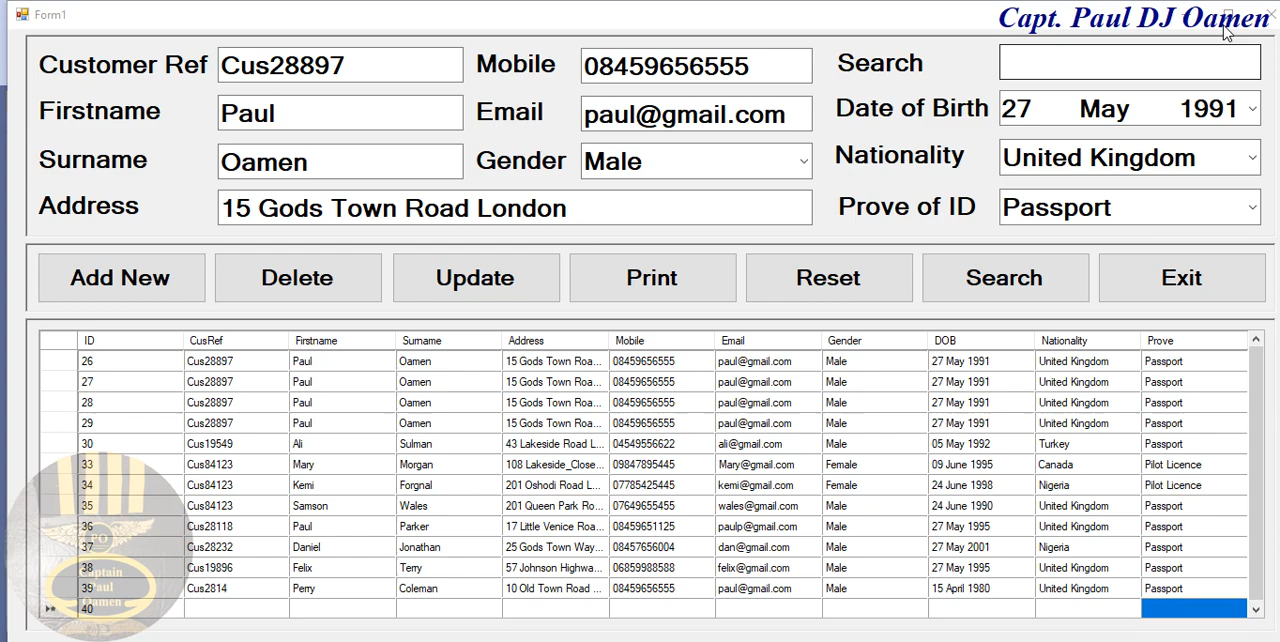 Form1
Capt. Paul DJ Oamen
Customer Ref Cus28897 Mobile 08459656555 Search
Firstname Paul Email paul@gmail.com Date of Birth 27 May 1991
Surname Oamen Gender Male Nationality United Kingdom
Address 15 Gods Town Road London Prove of ID Passport
Add New Delete Update Print Reset Search Exit
ID CusRef Firstname Surname Address Mobile Email Gender DOB Nationality Prove
26 Cus28897 Paul Oamen 15 Gods Town Roa... 08459656555 paul@gmail.com Male 27 May 1991 United Kingdom Passport
27 Cus28897 Paul Oamen 15 Gods Town Roa... 08459656555 paul@gmail.com Male 27 May 1991 United Kingdom Passport
28 Cus28897 Paul Oamen 15 Gods Town Roa... 08459656555 paul@gmail.com Male 27 May 1991 United Kingdom Passport
29 Cus28897 Paul Oamen 15 Gods Town Roa... 08459656555 paul@gmail.com Male 27 May 1991 United Kingdom Passport
30 Cus19549 Ali Sulman 43 Lakeside Road L... 04549556622 ali@gmail.com Male 05 May 1992 Turkey Passport
33 Cus84123 Mary Morgan 108 Lakeside_Close... 09847895445 Mary@gmail.com Female 09 June 1995 Canada Pilot Licence
34 Cus84123 Kemi Forgnal 201 Oshodi Road L... 07785425445 kemi@gmail.com Female 24 June 1998 Nigeria Pilot Licence
35 Cus84123 Samson Wales 201 Queen Park Ro... 07649655455 wales@gmail.com Male 24 June 1990 United Kingdom Passport
36 Cus28118 Paul Parker 17 Little Venice Roa... 08459651125 paulp@gmail.com Male 27 May 1995 United Kingdom Passport
37 Cus28232 Daniel Jonathan 25 Gods Town Way... 08457656004 dan@gmail.com Male 27 May 2001 Nigeria Passport
38 Cus19896 Felix Terry 57 Johnson Highwa... 06859988588 felix@gmail.com Male 27 May 1995 United Kingdom Passport
39 Cus2814 Perry Coleman 10 Old Town Road ... 08459656555 paul@gmail.com Male 15 April 1980 United Kingdom Passport
40
PO
Captain
Paul
Oamen